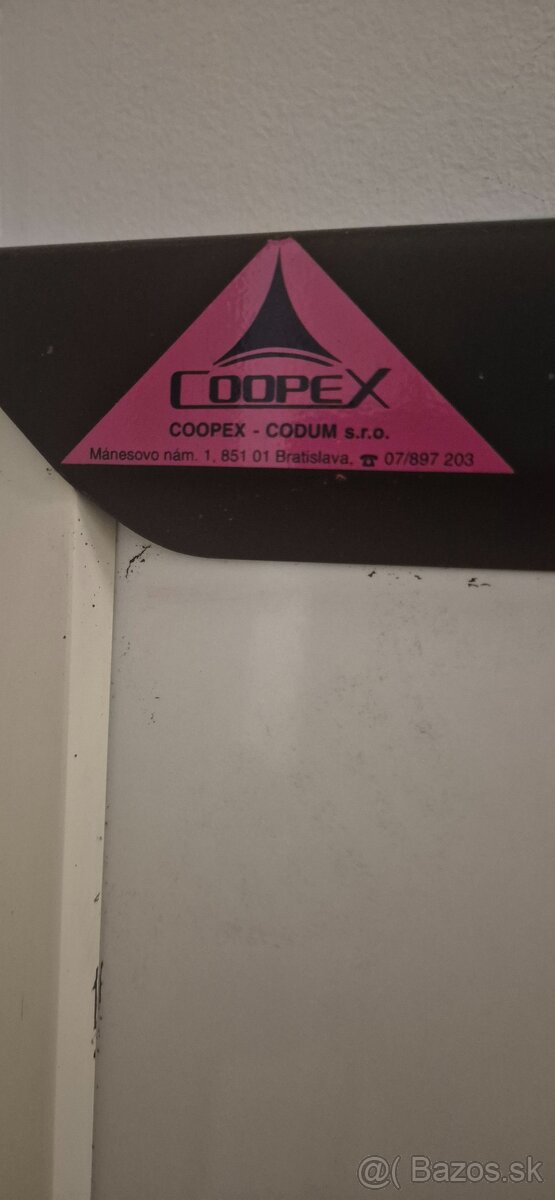 COOPEX
COOPEX - CODUM s.r.o.
Mánesovo nám. 1, 851 01 Bratislava, ☎ 07/897 203
@( Bazos.sk